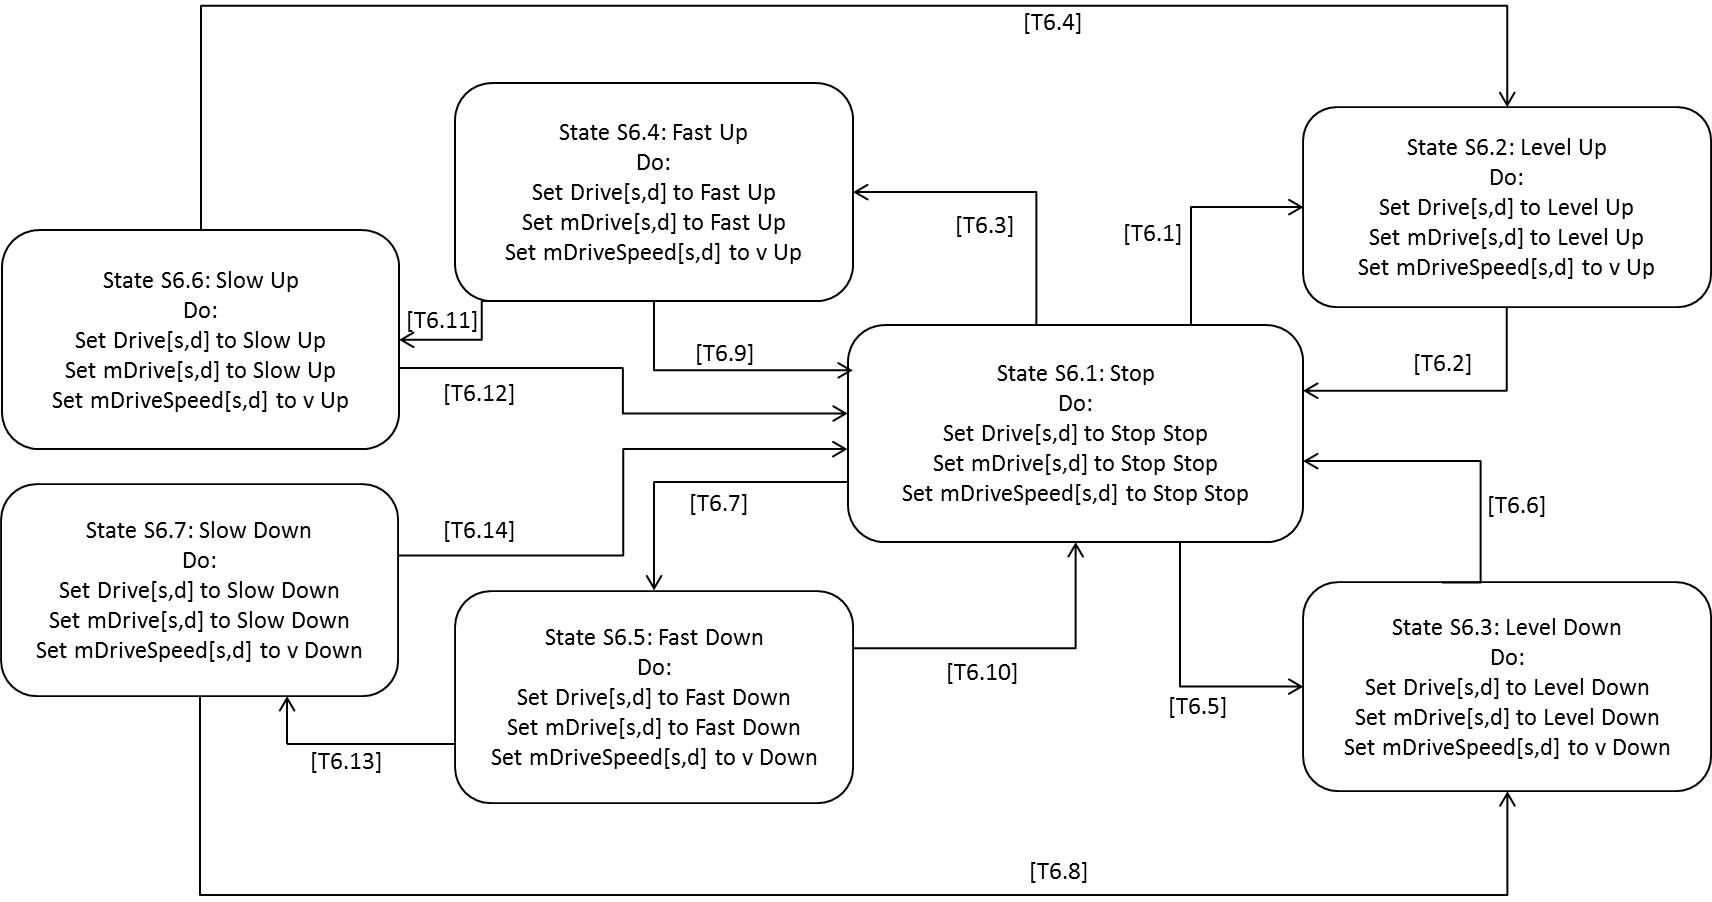 [T6.4]
State S6.4: Fast Up
Do:
Set Drive[s,d] to Fast Up
Set mDrive[s,d] to Fast Up
Set mDriveSpeed[s,d] to v Up
State S6.2: Level Up
Do:
Set Drive[s,d] to Level Up
Set mDrive[s,d] to Level Up
Set mDriveSpeed[s,d] to v Up
[T6.3]
[T6.1]
State S6.6: Slow Up
Do:
Set Drive[s,d] to Slow Up
Set mDrive[s,d] to Slow Up
Set mDriveSpeed[s,d] to v Up
[T6.11]
[T6.9]
[T6.2]
[T6.12]
State S6.1: Stop
Do:
Set Drive[s,d] to Stop Stop
Set mDrive[s,d] to Stop Stop
Set mDriveSpeed[s,d] to Stop Stop
[T6.7]
[T6.6]
[T6.14]
State S6.7: Slow Down
Do:
Set Drive[s,d] to Slow Down
Set mDrive[s,d] to Slow Down
Set mDriveSpeed[s,d] to v Down
State S6.5: Fast Down
Do:
Set Drive[s,d] to Fast Down
Set mDrive[s,d] to Fast Down
Set mDriveSpeed[s,d] to v Down
[T6.10]
[T6.5]
State S6.3: Level Down
Do:
Set Drive[s,d] to Level Down
Set mDrive[s,d] to Level Down
Set mDriveSpeed[s,d] to v Down
[T6.13]
[T6.8]